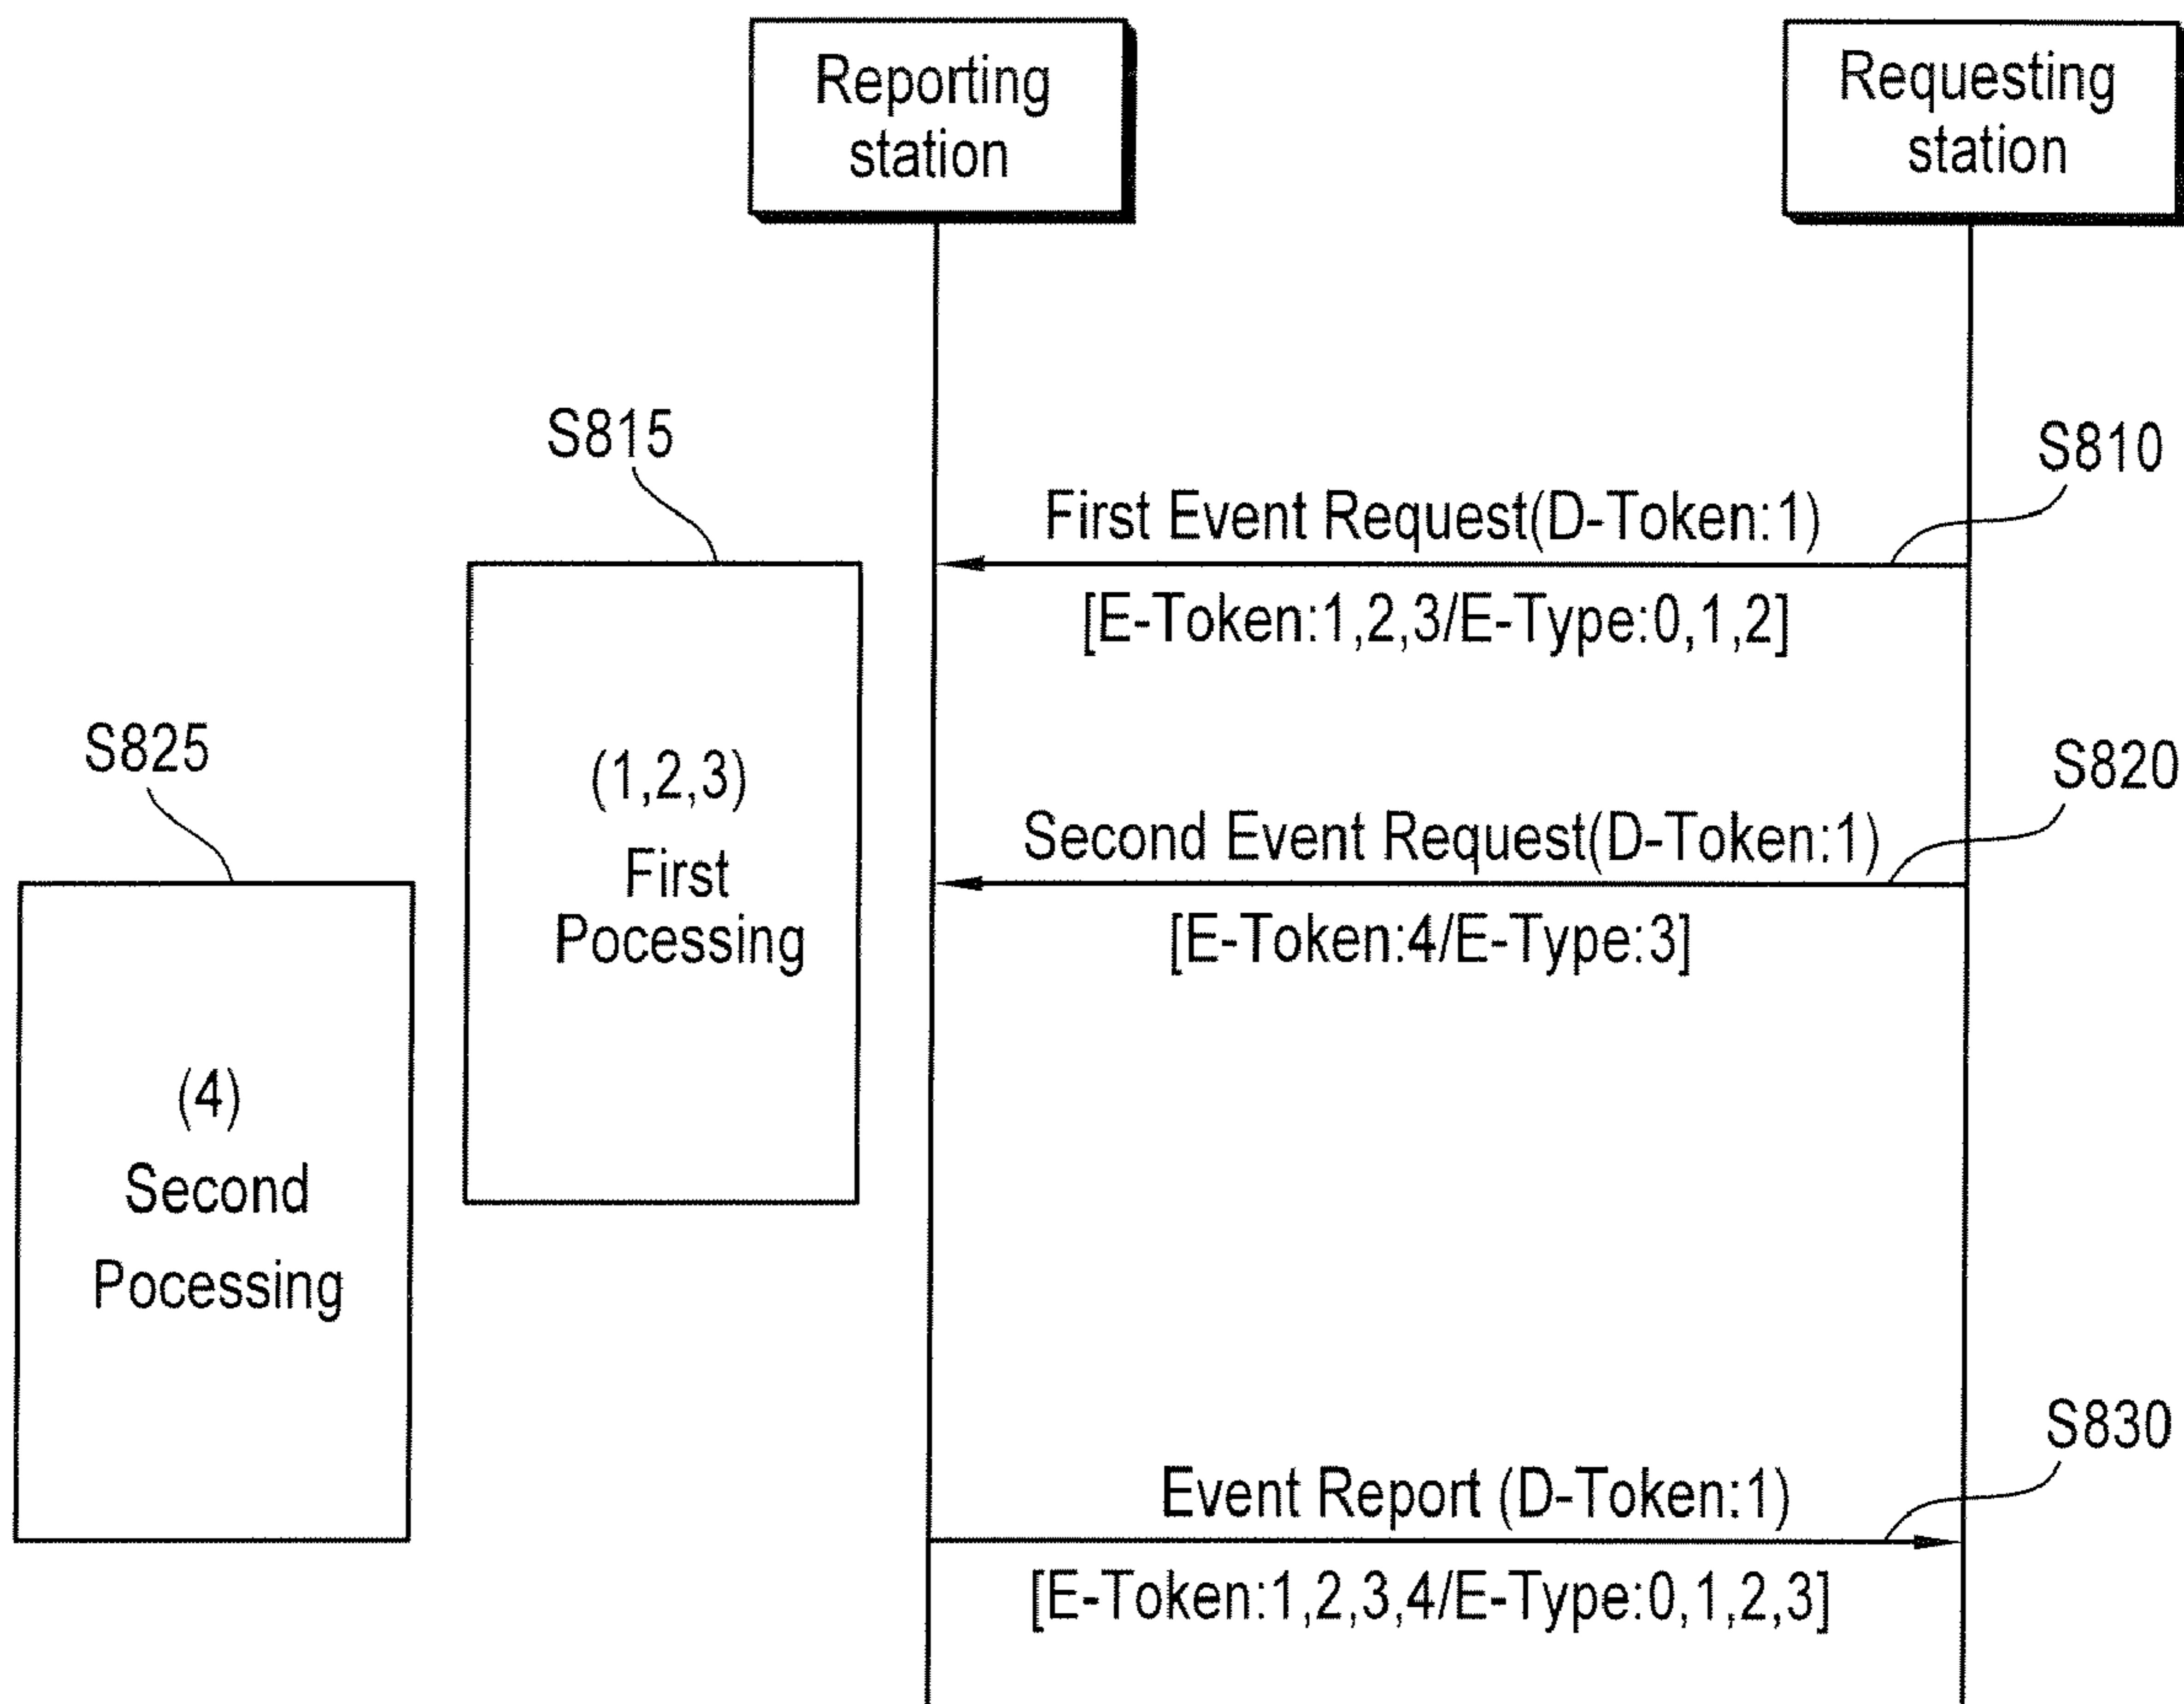 Reporting
station
Requesting
station
S815
S810
First Event Request(D-Token:1)
[E-Token:1,2,3/E-Type:0,1,2]
S825
(1,2,3)
First
Pocessing
S820
Second Event Request(D-Token:1)
[E-Token:4/E-Type:3]
(4)
Second
Pocessing
S830
Event Report (D-Token:1)
[E-Token:1,2,3,4/E-Type:0,1,2,3]